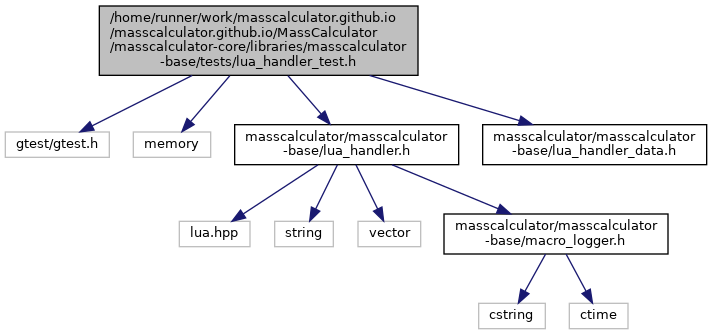 /home/runner/work/masscalculator.github.io
/masscalculator.github.io/MassCalculator
/masscalculator-core/libraries/masscalculator
-base/tests/lua_handler_test.h
gtest/gtest.h
memory
masscalculator/masscalculator
-base/lua_handler.h
masscalculator/masscalculator
-base/lua_handler_data.h
lua.hpp
string
vector
masscalculator/masscalculator
-base/macro_logger.h
cstring
ctime